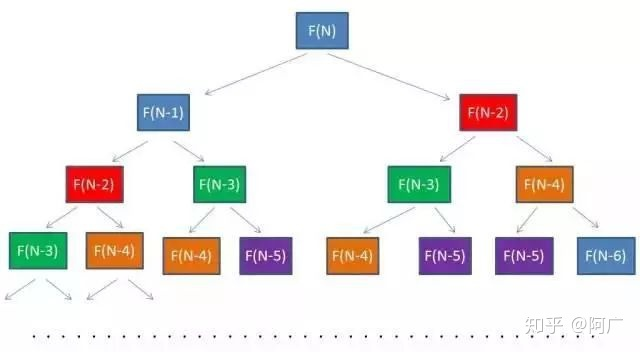 F(N)
F(N-1) F(N-2)
F(N-2) F(N-3) F(N-3) F(N-4)
F(N-3) F(N-4) F(N-4) F(N-5) F(N-4) F(N-5) F(N-5) F(N-6)
知乎 @阿广